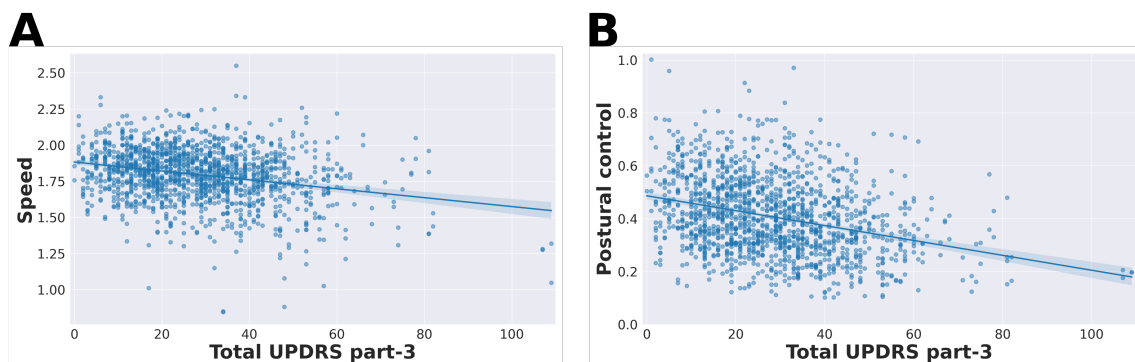 A
Speed
2.50
2.25
2.00
1.75
1.50
1.25
1.00
0 20 40 60 80 100
Total UPDRS part-3
B
Postural control
1.0
0.8
0.6
0.4
0.2
0.0
0 20 40 60 80 100
Total UPDRS part-3